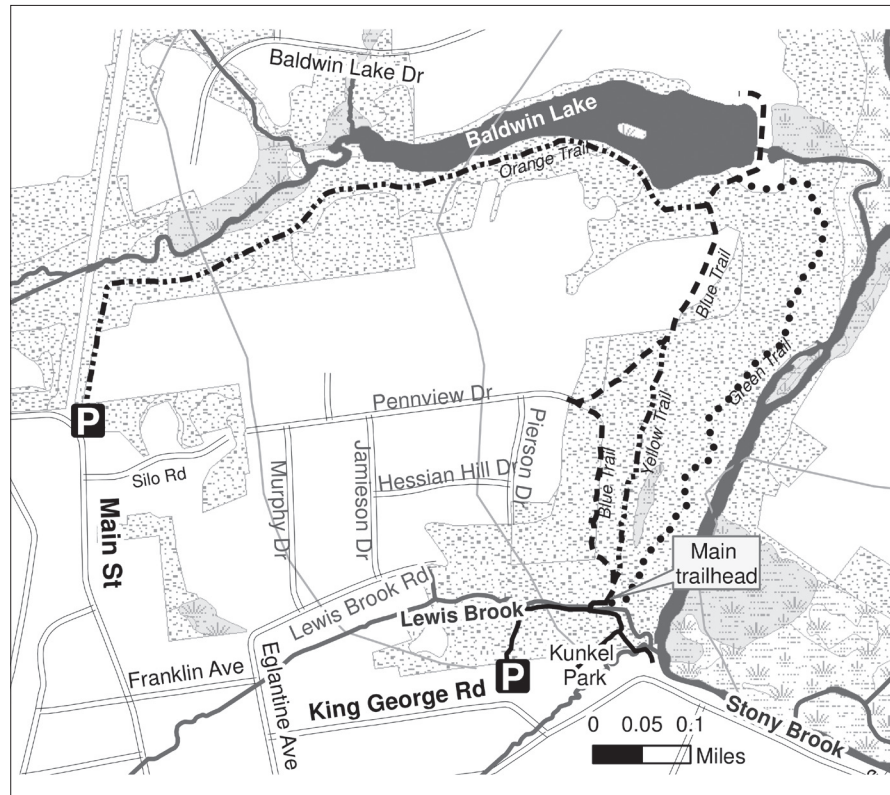 Baldwin Lake Dr
Baldwin Lake
Orange Trail
Blue Trail
Green Trail
Pennview Dr
Pierson Dr
Yellow Trail
Jamieson Dr
Hessian Hill Dr
Murphy Dr
Blue Trail
P
Silo Rd
Main St
Main
trailhead
Lewis Brook Rd
Lewis Brook
Kunkel
Park
Franklin Ave
Eglantine Ave
King George Rd
P
Stony Brook
0 0.05 0.1
Miles